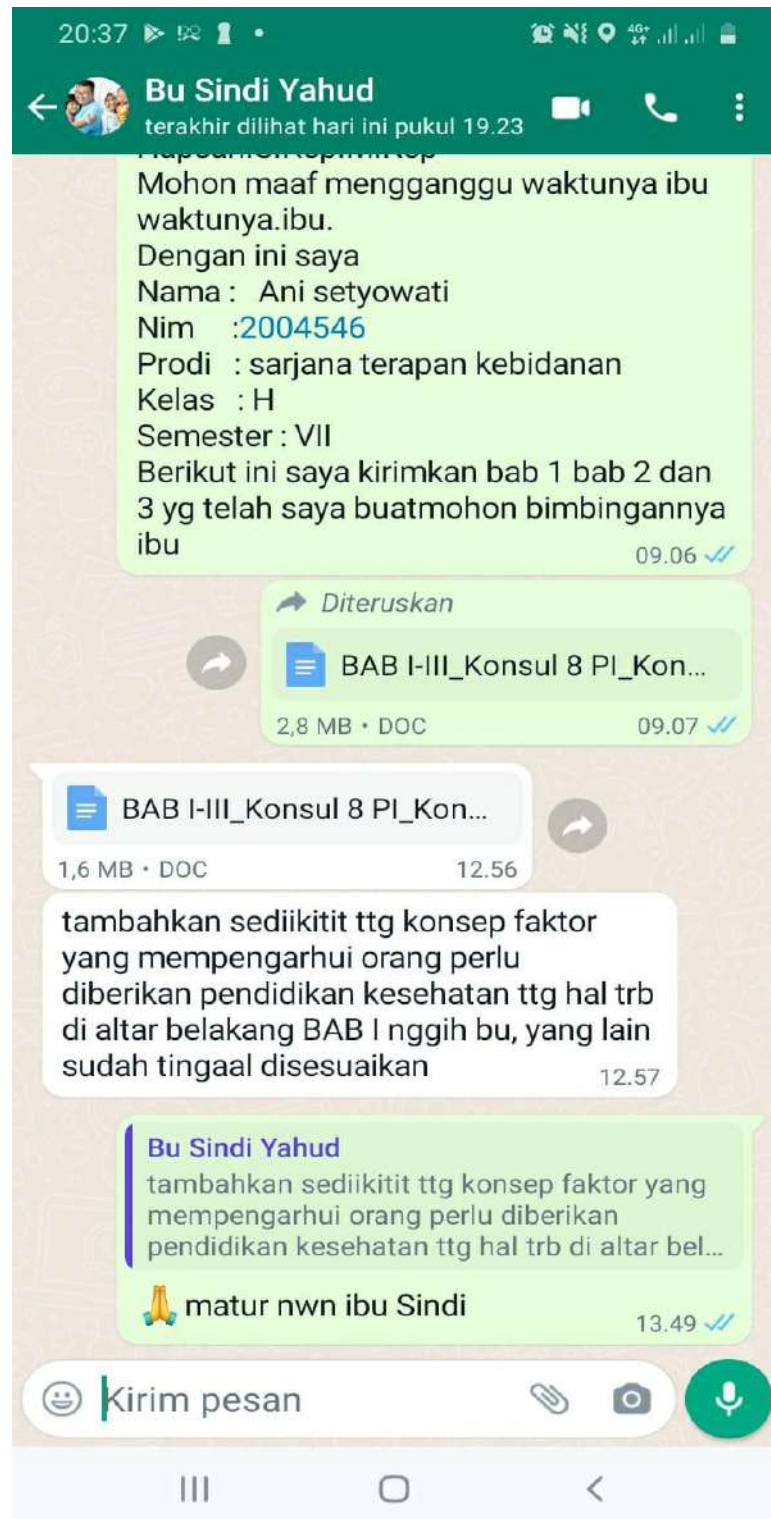 20:37
4G+
Bu Sindi Yahud
terakhir dilihat hari ini pukul 19.23
Mohon maaf mengganggu waktunya ibu
waktunya.ibu.
Dengan ini saya
Nama : Ani setyowati
Nim :2004546
Prodi : sarjana terapan kebidanan
Kelas : H
Semester : VII
Berikut ini saya kirimkan bab 1 bab 2 dan
3 yg telah saya buatmohon bimbingannya
ibu
09.06
Diteruskan
BAB I-III_Konsul 8 PI_Kon...
2,8 MB • DOC 09.07
BAB I-III_Konsul 8 PI_Kon...
1,6 MB • DOC 12.56
tambahkan sediikitit ttg konsep faktor
yang mempengarhui orang perlu
diberikan pendidikan kesehatan ttg hal trb
di altar belakang BAB I nggih bu, yang lain
sudah tingaal disesuaikan
12.57
Bu Sindi Yahud
tambahkan sediikitit ttg konsep faktor yang
mempengarhui orang perlu diberikan
pendidikan kesehatan ttg hal trb di altar bel...
🙏 matur nwn ibu Sindi
13.49
Kirim pesan